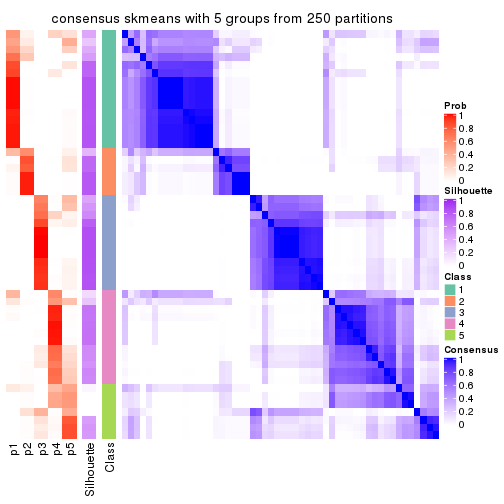 consensus skmeans with 5 groups from 250 partitions
Prob
1
0.8
0.6
0.4
0.2
0
Silhouette
1
0.8
0.6
0.4
0.2
0
Class
1
2
3
4
5
Consensus
1
0.8
0.6
0.4
0.2
0
p1
p2
p3
p4
p5
Silhouette
Class